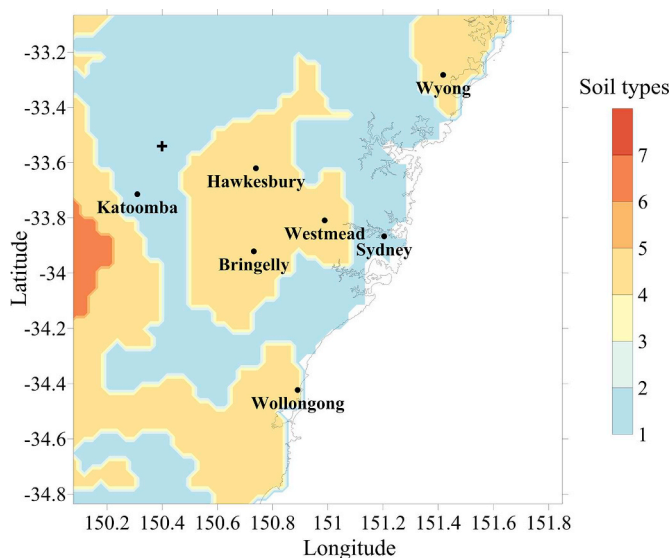 -33.2
-33.4
-33.6
-33.8
-34
-34.2
-34.4
-34.6
-34.8
Latitude
Wyong
Hawkesbury
Katoomba
Westmead
Sydney
Bringelly
Wollongong
150.2 150.4 150.6 150.8 151 151.2 151.4 151.6 151.8
Longitude
Soil types
7
6
5
4
3
2
1